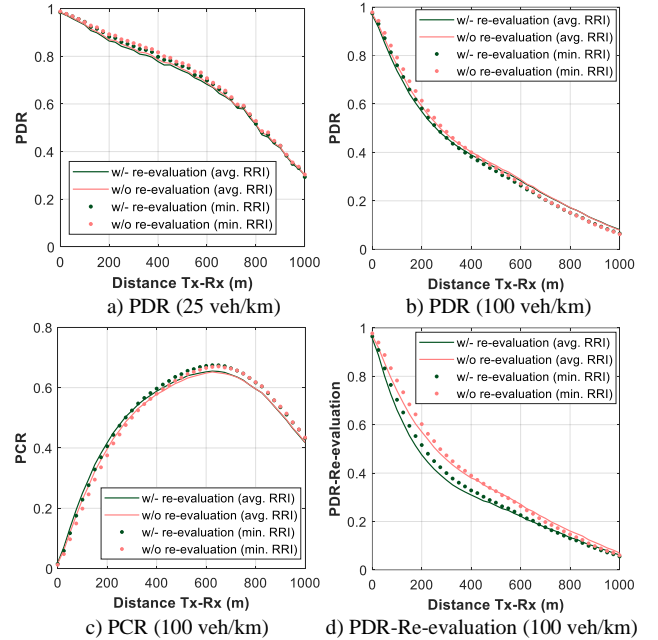 1
0.8
0.6
0.4
0.2
0
PDR
w/- re-evaluation (avg. RRI)
w/o re-evaluation (avg. RRI)
w/- re-evaluation (min. RRI)
w/o re-evaluation (min. RRI)
0 200 400 600 800 1000
Distance Tx-Rx (m)
a) PDR (25 veh/km)
1
0.8
0.6
0.4
0.2
0
PDR
w/- re-evaluation (avg. RRI)
w/o re-evaluation (avg. RRI)
w/- re-evaluation (min. RRI)
w/o re-evaluation (min. RRI)
0 200 400 600 800 1000
Distance Tx-Rx (m)
b) PDR (100 veh/km)
0.8
0.6
0.4
0.2
0
PCR
w/- re-evaluation (avg. RRI)
w/o re-evaluation (avg. RRI)
w/- re-evaluation (min. RRI)
w/o re-evaluation (min. RRI)
0 200 400 600 800 1000
Distance Tx-Rx (m)
c) PCR (100 veh/km)
1
0.8
0.6
0.4
0.2
0
PDR-Re-evaluation
w/- re-evaluation (avg. RRI)
w/o re-evaluation (avg. RRI)
w/- re-evaluation (min. RRI)
w/o re-evaluation (min. RRI)
0 200 400 600 800 1000
Distance Tx-Rx (m)
d) PDR-Re-evaluation (100 veh/km)